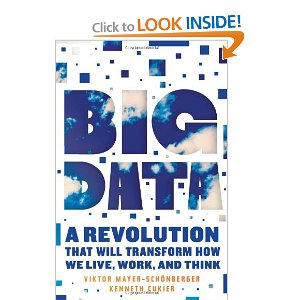 Click to LOOK INSIDE!
BIG
DATA
A REVOLUTION
THAT WILL TRANSFORM HOW
WE LIVE, WORK, AND THINK
VIKTOR MAYER-SCHÖNBERGER
KENNETH CUKIER